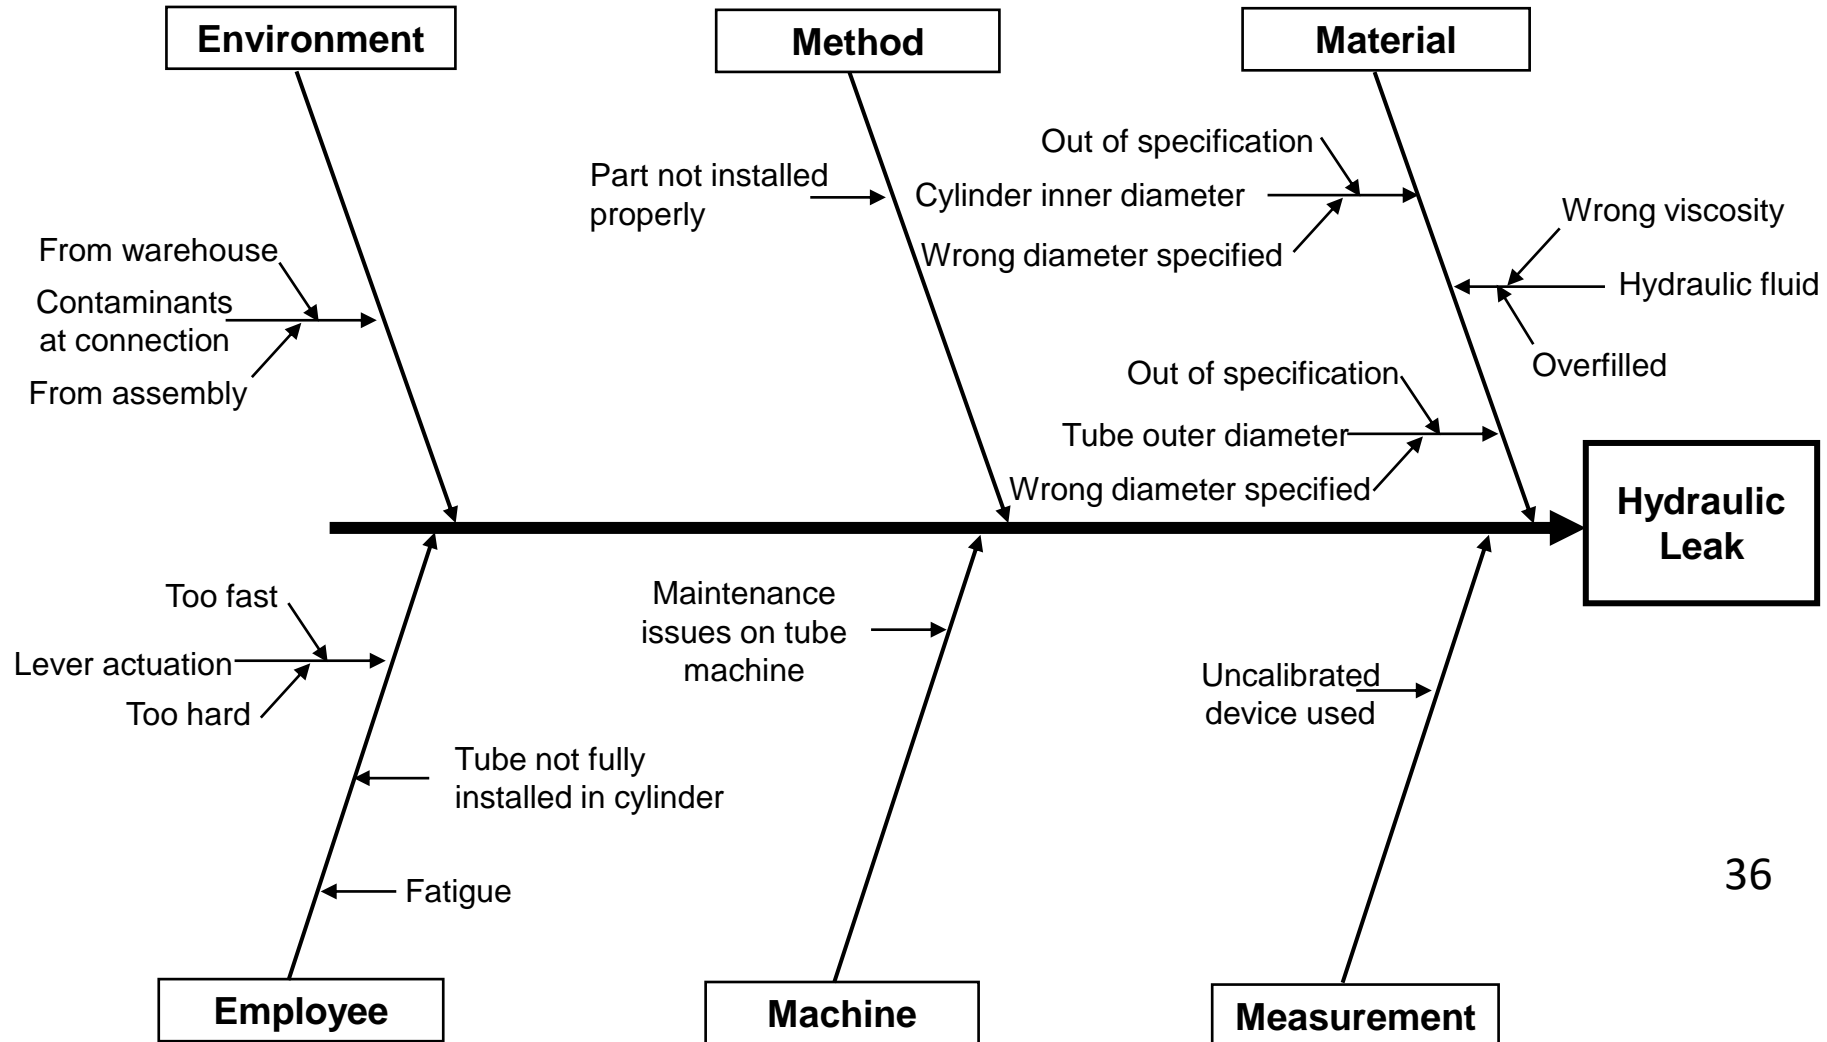 Environment
Method
Material
Out of specification
Part not installed
properly
Cylinder inner diameter
Wrong viscosity
From warehouse
Wrong diameter specified
Contaminants
at connection
Hydraulic fluid
From assembly
Out of specification
Overfilled
Tube outer diameter
Wrong diameter specified
Hydraulic
Leak
Too fast
Maintenance
issues on tube
machine
Lever actuation
Uncalibrated
device used
Too hard
Tube not fully
installed in cylinder
Fatigue
36
Employee
Machine
Measurement